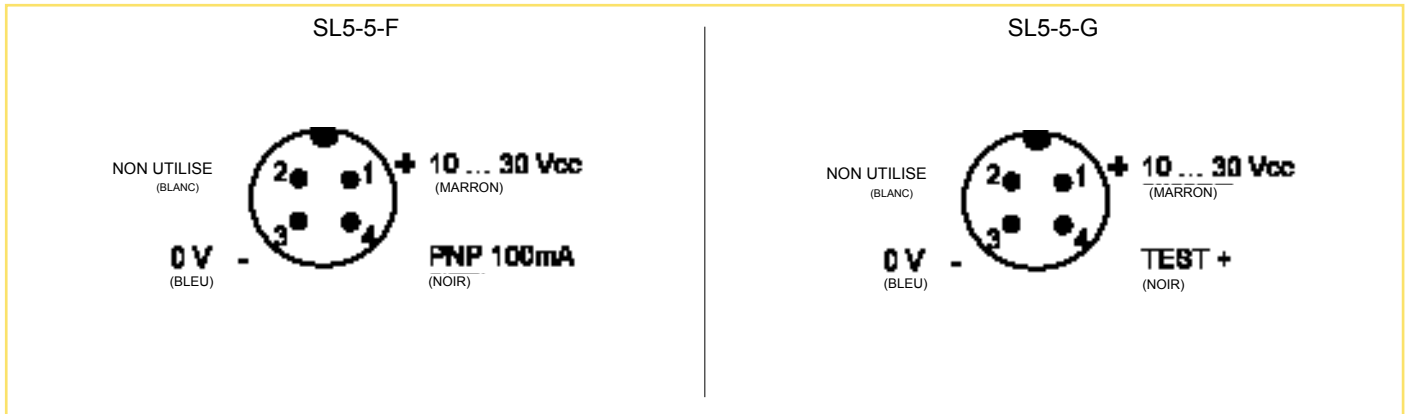 SL5-5-F
NON UTILISE
(BLANC)
2 1
+ 10 ... 30 Vcc
(MARRON)
3 4
0 V -
(BLEU)
PNP 100mA
(NOIR)
SL5-5-G
NON UTILISE
(BLANC)
2 1
+ 10 ... 30 Vcc
(MARRON)
3 4
0 V -
(BLEU)
TEST +
(NOIR)